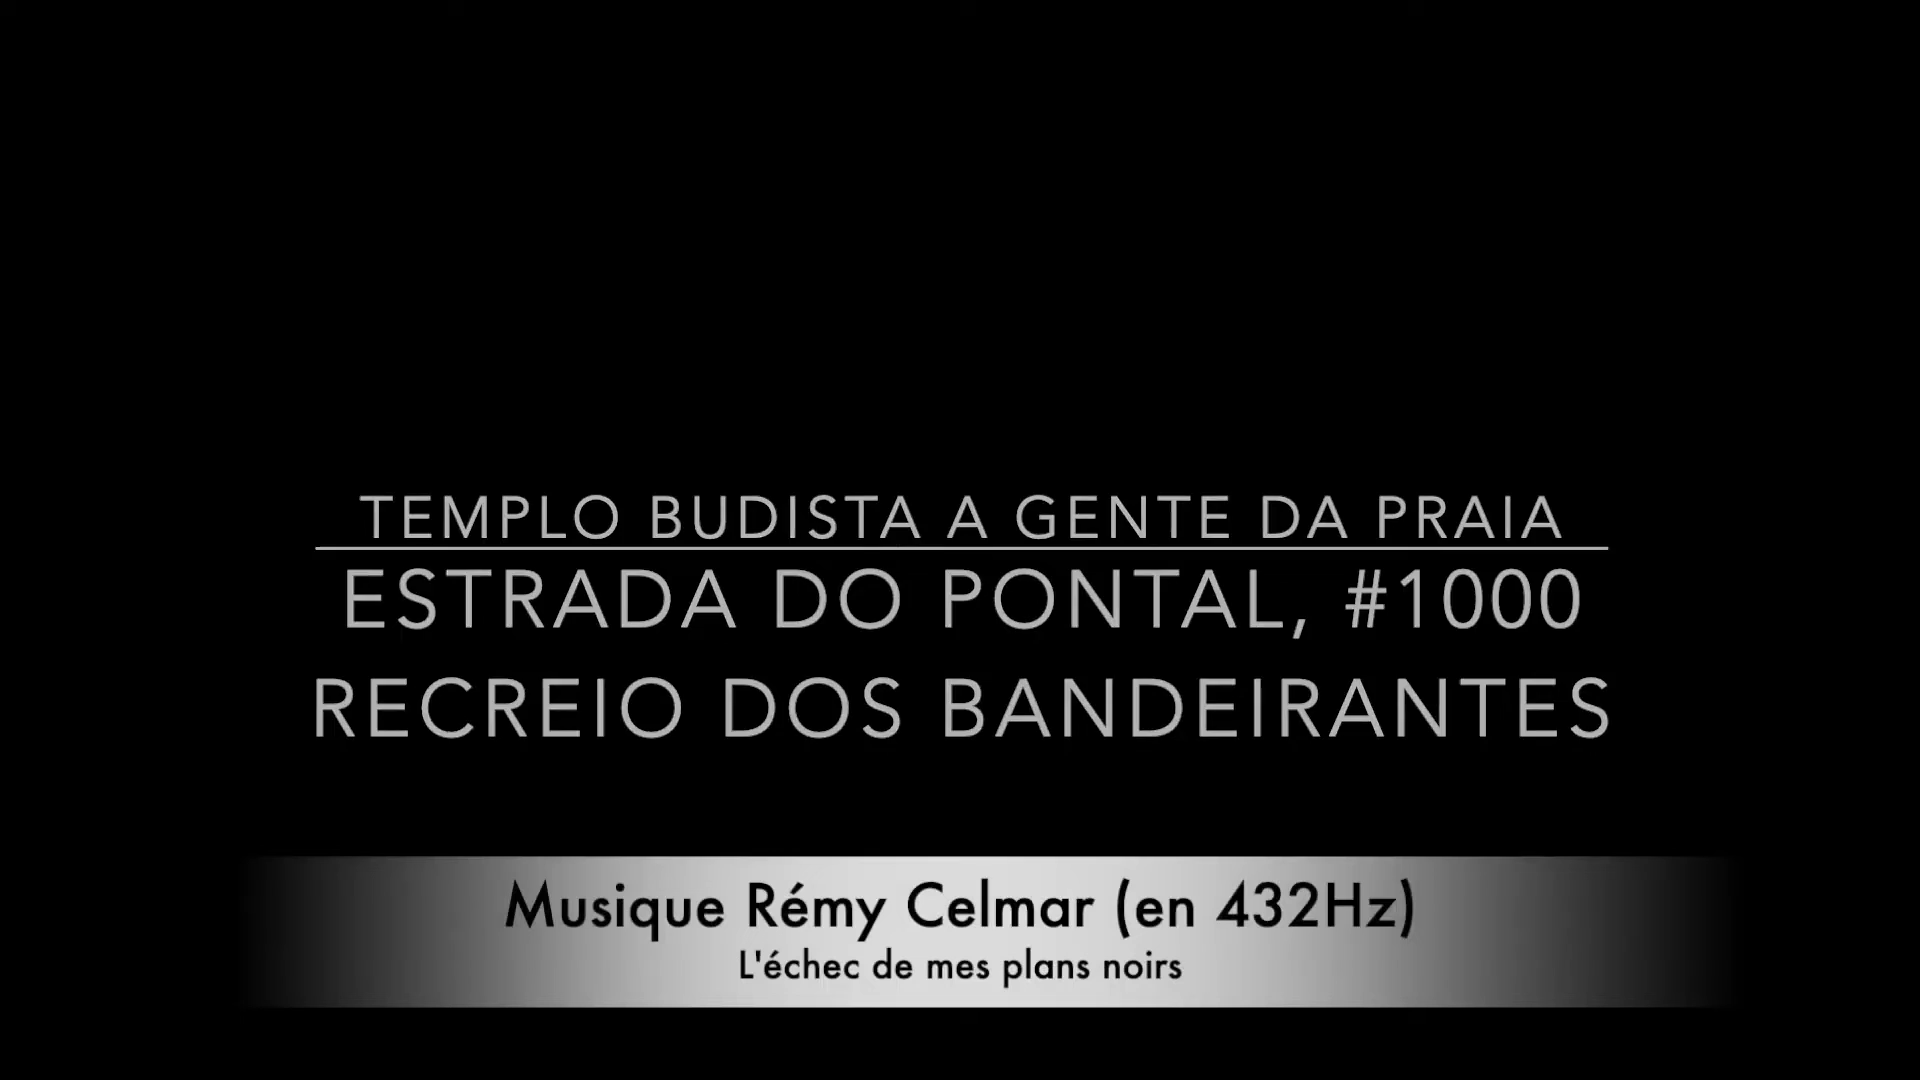 TEMPLO BUDISTA A GENTE DA PRAIA
ESTRADA DO PONTAL, #1000
RECREIO DOS BANDEIRANTES
Musique Rémy Celmar (en 432Hz)
L'échec de mes plans noirs